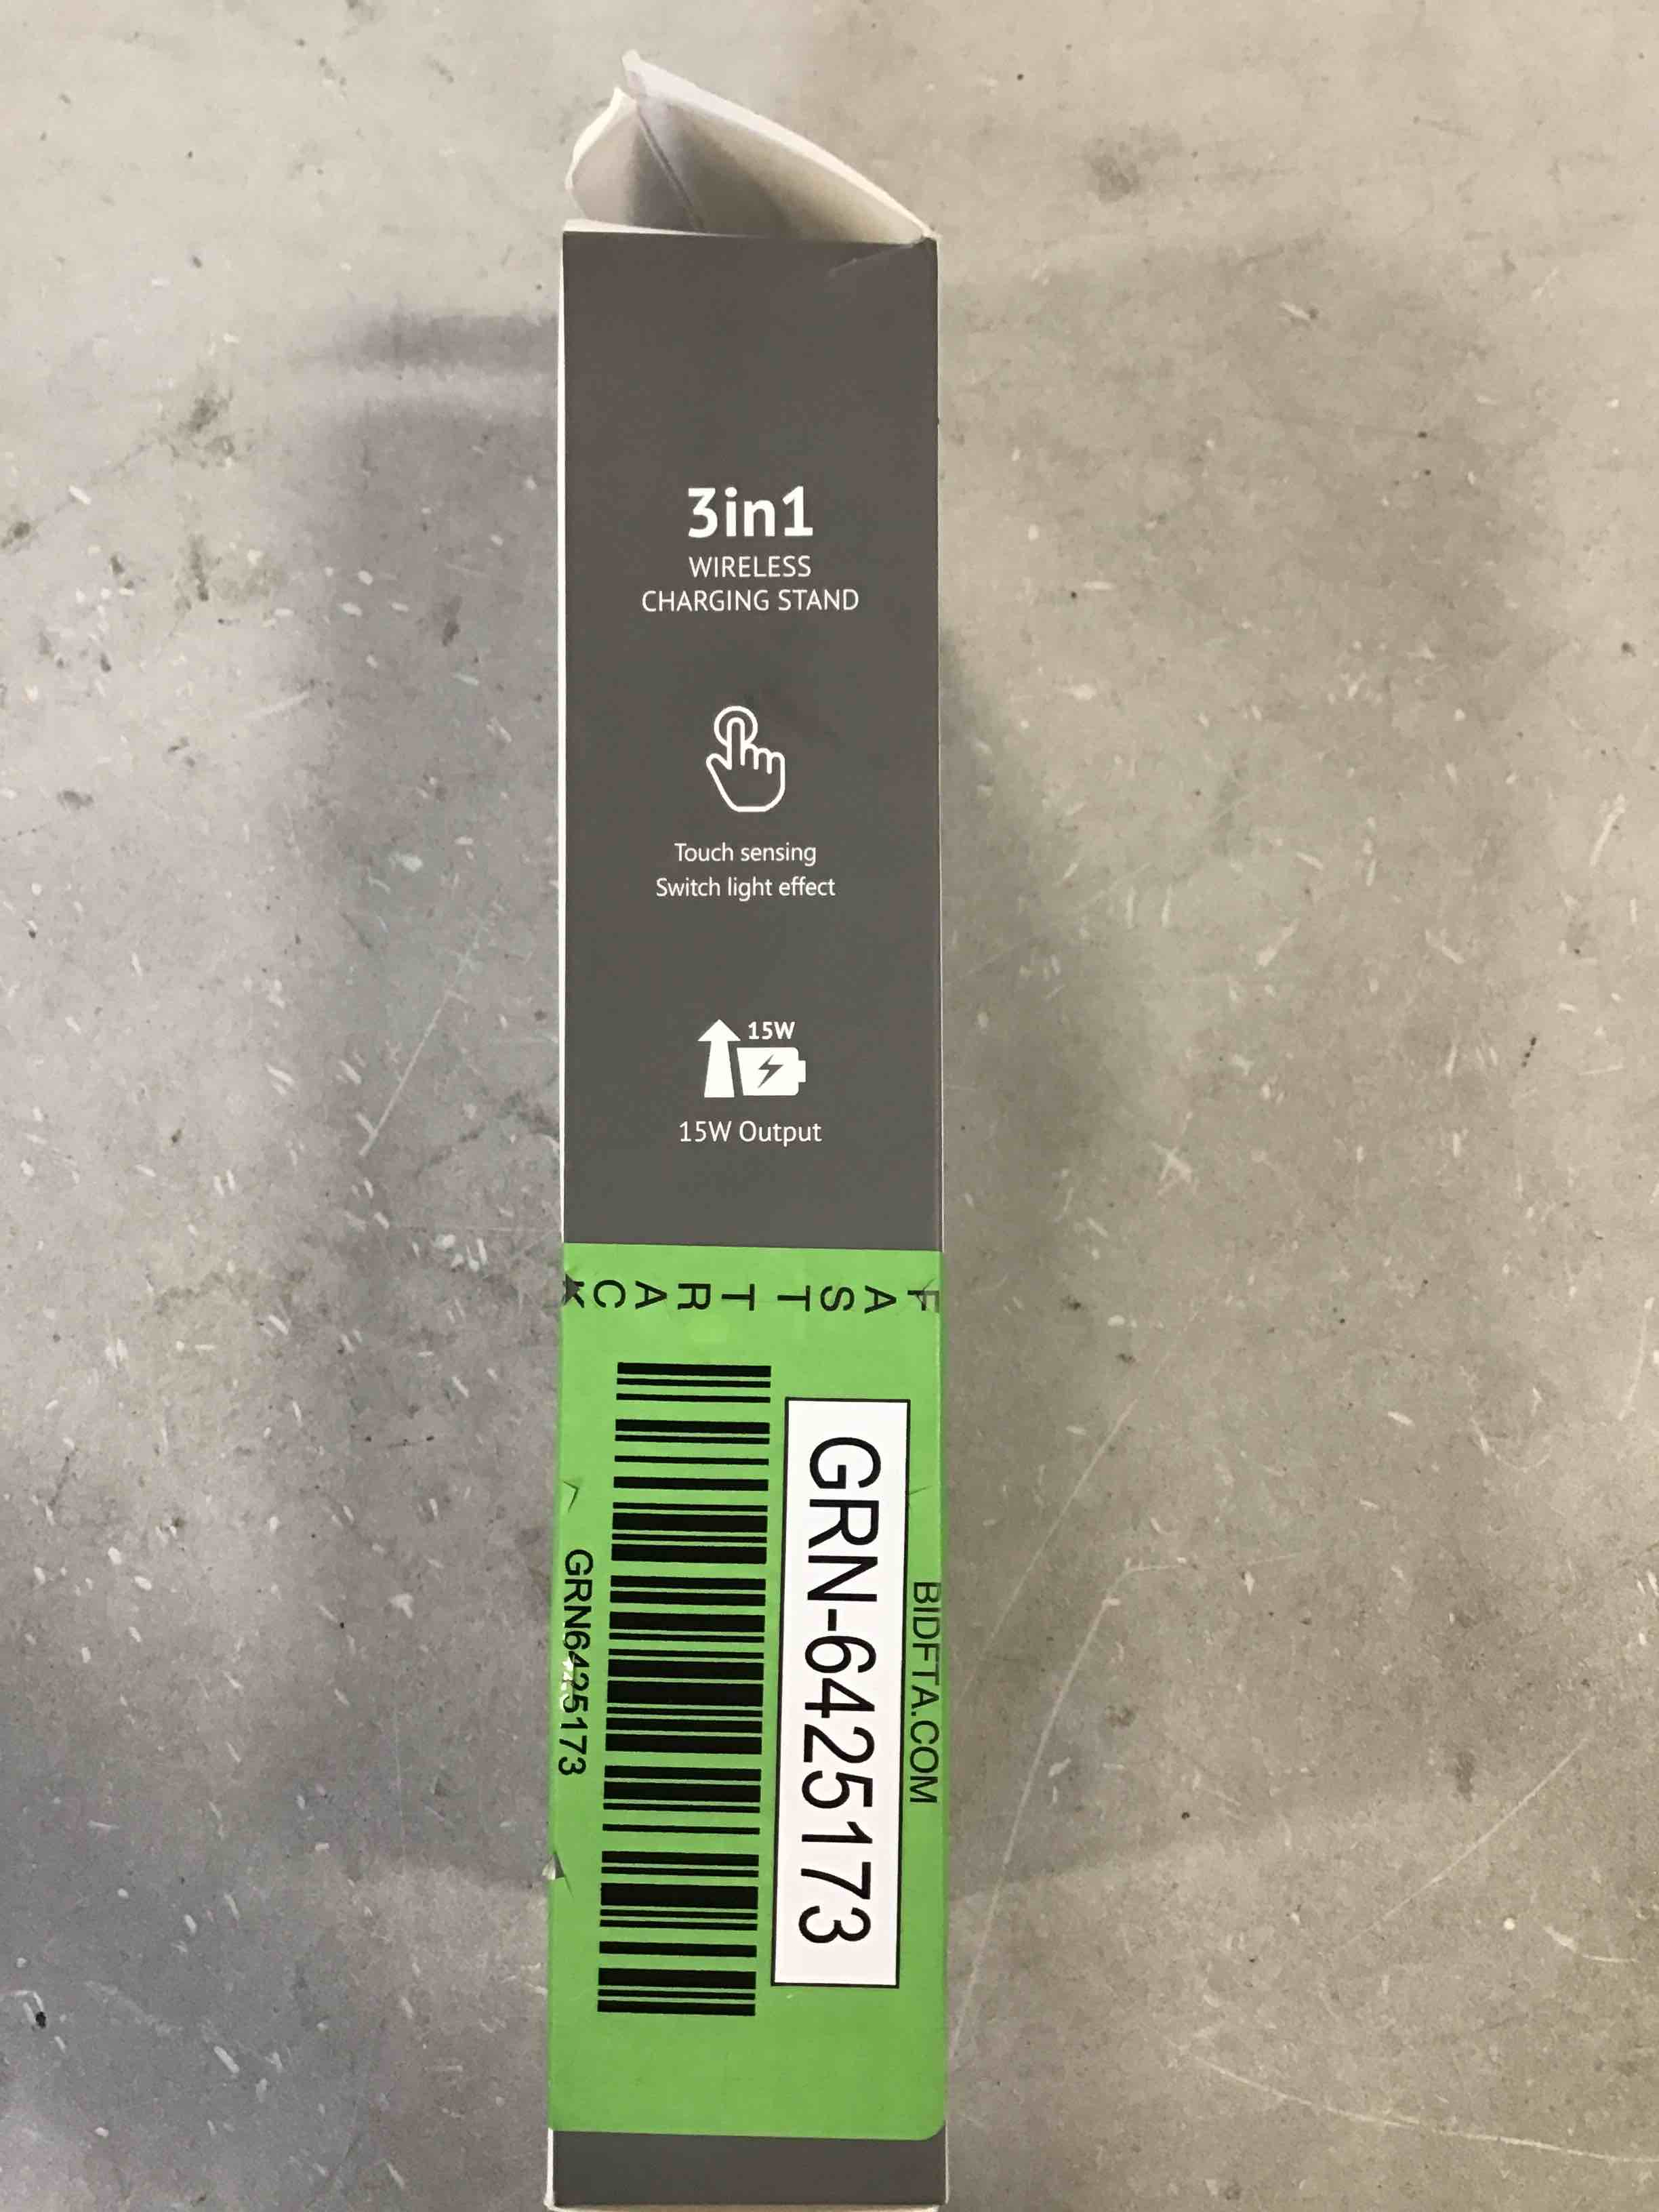 3in1
WIRELESS
CHARGING STAND
Touch sensing
Switch light effect
15W
15W Output
FAST TRACK
BIDFTA.COM
GRN-6425173
GRN6425173